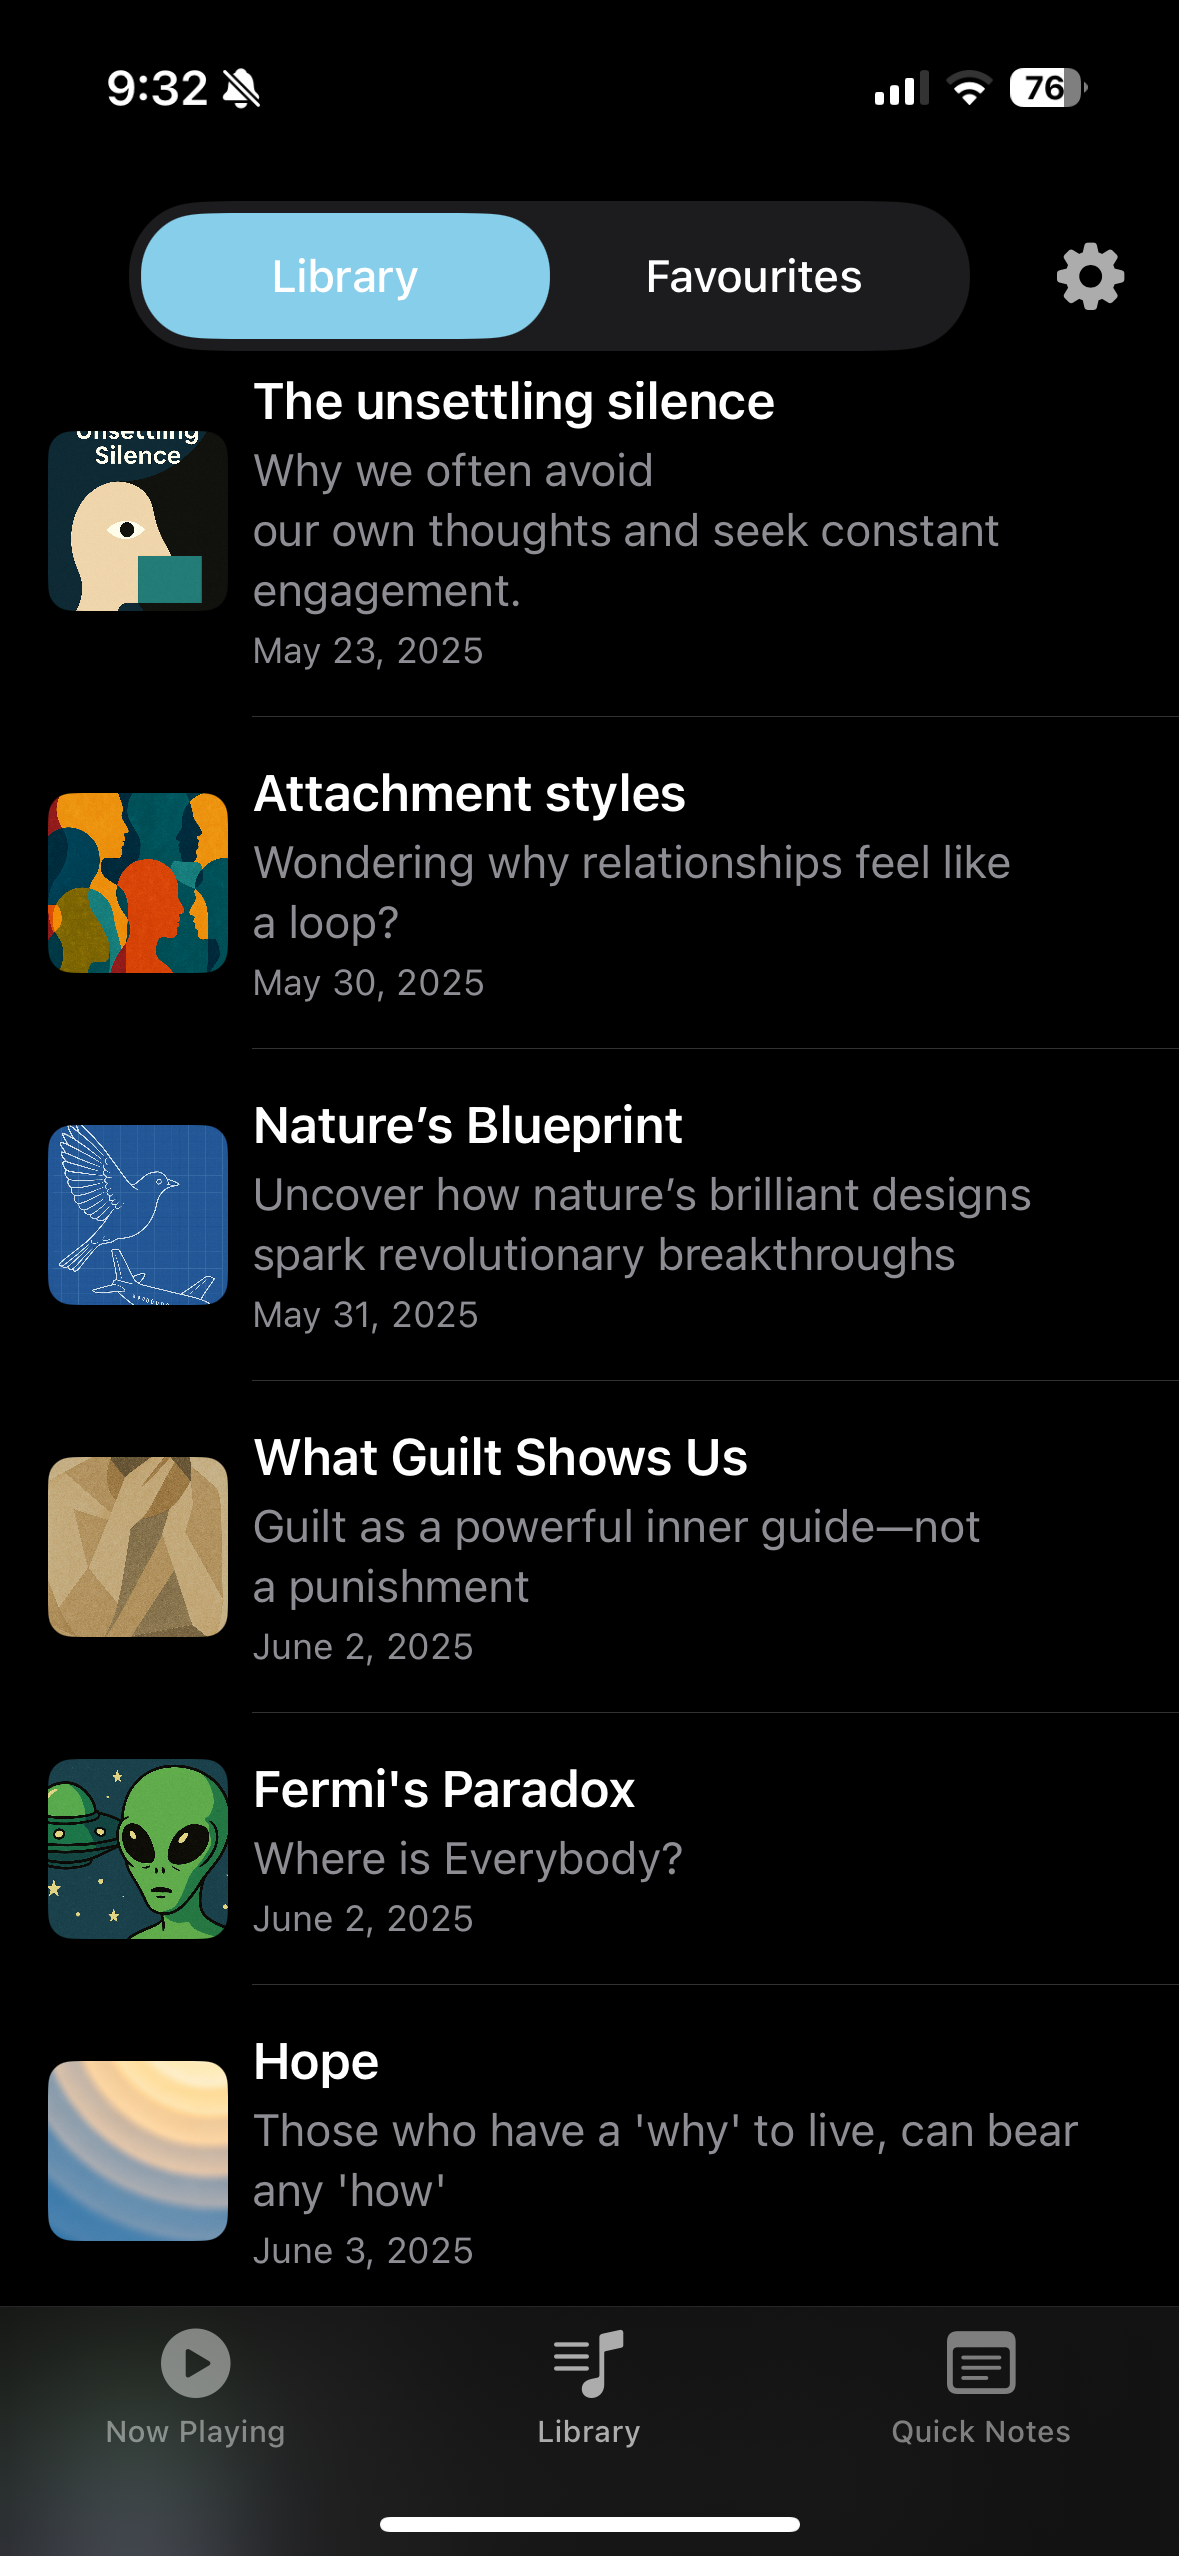 9:32
76
Library
Favourites
The unsettling silence
Unsettling
Silence
Why we often avoid
our own thoughts and seek constant
engagement.
May 23, 2025
Attachment styles
Wondering why relationships feel like
a loop?
May 30, 2025
Nature’s Blueprint
Uncover how nature’s brilliant designs
spark revolutionary breakthroughs
May 31, 2025
What Guilt Shows Us
Guilt as a powerful inner guide—not
a punishment
June 2, 2025
Fermi's Paradox
Where is Everybody?
June 2, 2025
Hope
Those who have a 'why' to live, can bear
any 'how'
June 3, 2025
Now Playing
Library
Quick Notes